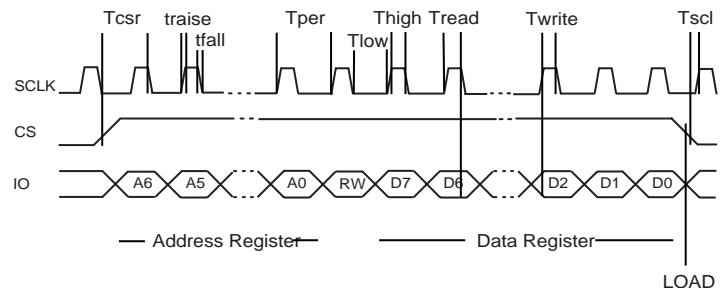 Tcsr traise Tper Thigh Tread Twrite Tscl
tfall Tlow
SCLK
CS
IO A6 A5 A0 RW D7 D6 D2 D1 D0
Address Register Data Register
LOAD